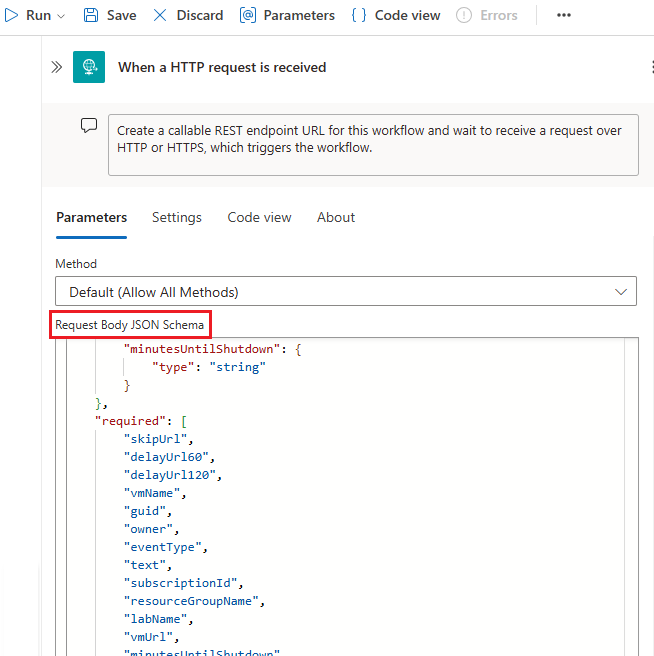 Run Save Discard Parameters Code view Errors
When a HTTP request is received
Create a callable REST endpoint URL for this workflow and wait to receive a request over
HTTP or HTTPS, which triggers the workflow.
Parameters Settings Code view About
Method
Default (Allow All Methods)
Request Body JSON Schema
"minutesUntilShutdown": {
"type": "string"
}
},
"required": [
"skipUrl",
"delayUrl60",
"delayUrl120",
"vmName",
"guid",
"owner",
"eventType",
"text",
"subscriptionId",
"resourceGroupName",
"labName",
"vmUrl",
"minutesUntilShutdown"